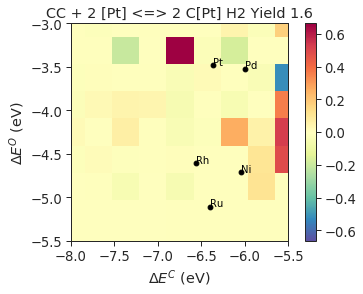 CC + 2 [Pt] <=> 2 C[Pt] H2 Yield 1.6
−3.0
−3.5
−4.0
−4.5
−5.0
−5.5
ΔE^O (eV)
Pt
Pd
Rh
Ni
Ru
−8.0 −7.5 −7.0 −6.5 −6.0 −5.5
ΔE^C (eV)
0.6
0.4
0.2
0.0
−0.2
−0.4
−0.6